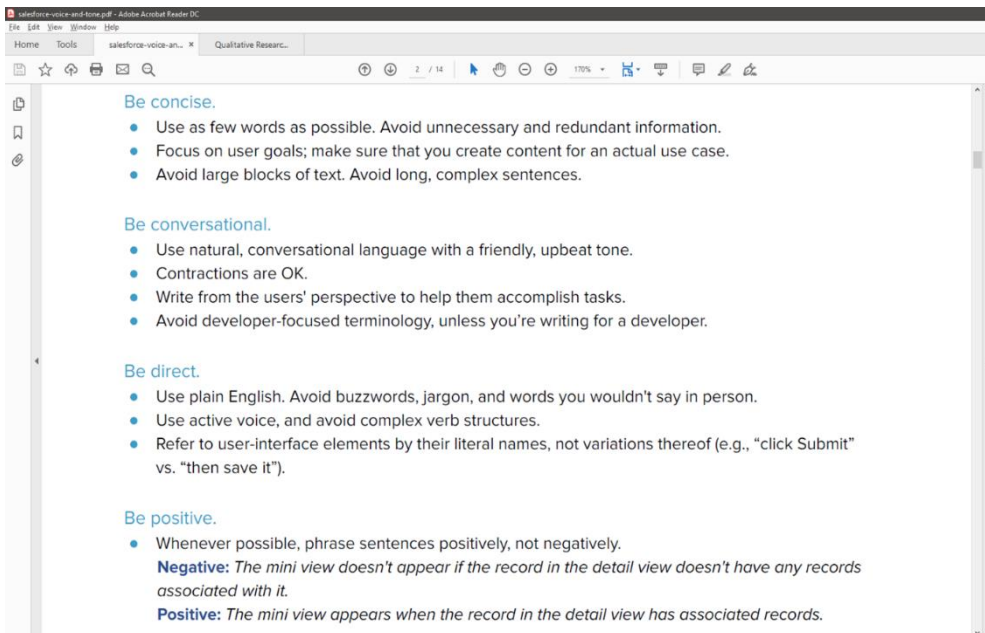 salesforce-voice-and-tone.pdf - Adobe Acrobat Reader DC
File Edit View Window Help
Home Tools salesforce-voice-an... × Qualitative Researc...
2 / 14 170%
Be concise.
• Use as few words as possible. Avoid unnecessary and redundant information.
• Focus on user goals; make sure that you create content for an actual use case.
• Avoid large blocks of text. Avoid long, complex sentences.
Be conversational.
• Use natural, conversational language with a friendly, upbeat tone.
• Contractions are OK.
• Write from the users' perspective to help them accomplish tasks.
• Avoid developer-focused terminology, unless you’re writing for a developer.
Be direct.
• Use plain English. Avoid buzzwords, jargon, and words you wouldn't say in person.
• Use active voice, and avoid complex verb structures.
• Refer to user-interface elements by their literal names, not variations thereof (e.g., “click Submit”
vs. “then save it”).
Be positive.
• Whenever possible, phrase sentences positively, not negatively.
Negative: The mini view doesn't appear if the record in the detail view doesn't have any records
associated with it.
Positive: The mini view appears when the record in the detail view has associated records.